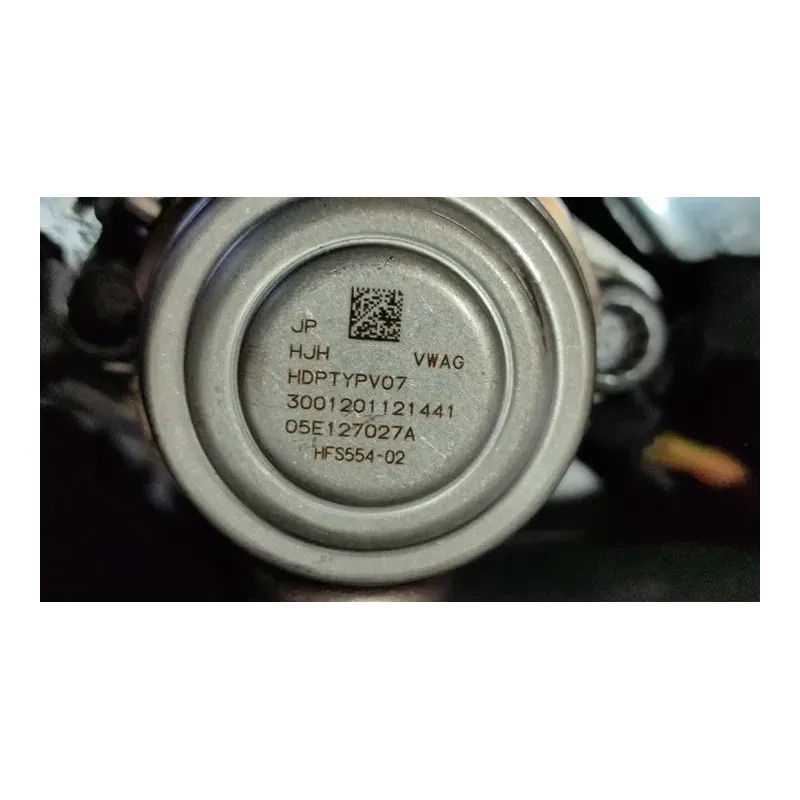 JP
HJH VWAG
HDPTYPV07
3001201121441
05E127027A
HFS554-02